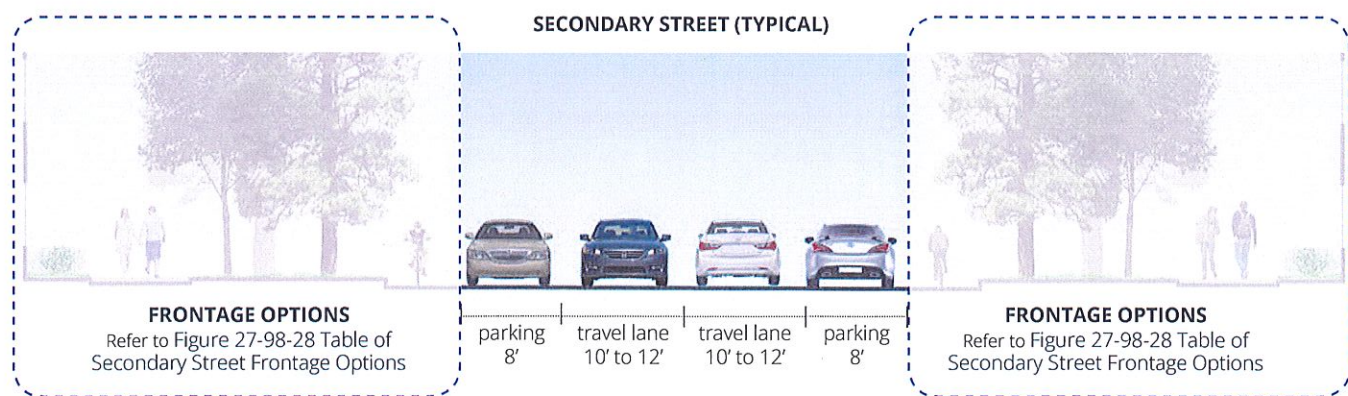 SECONDARY STREET (TYPICAL)
FRONTAGE OPTIONS
Refer to Figure 27-98-28 Table of
Secondary Street Frontage Options
parking
8'
travel lane
10' to 12'
travel lane
10' to 12'
parking
8'
FRONTAGE OPTIONS
Refer to Figure 27-98-28 Table of
Secondary Street Frontage Options